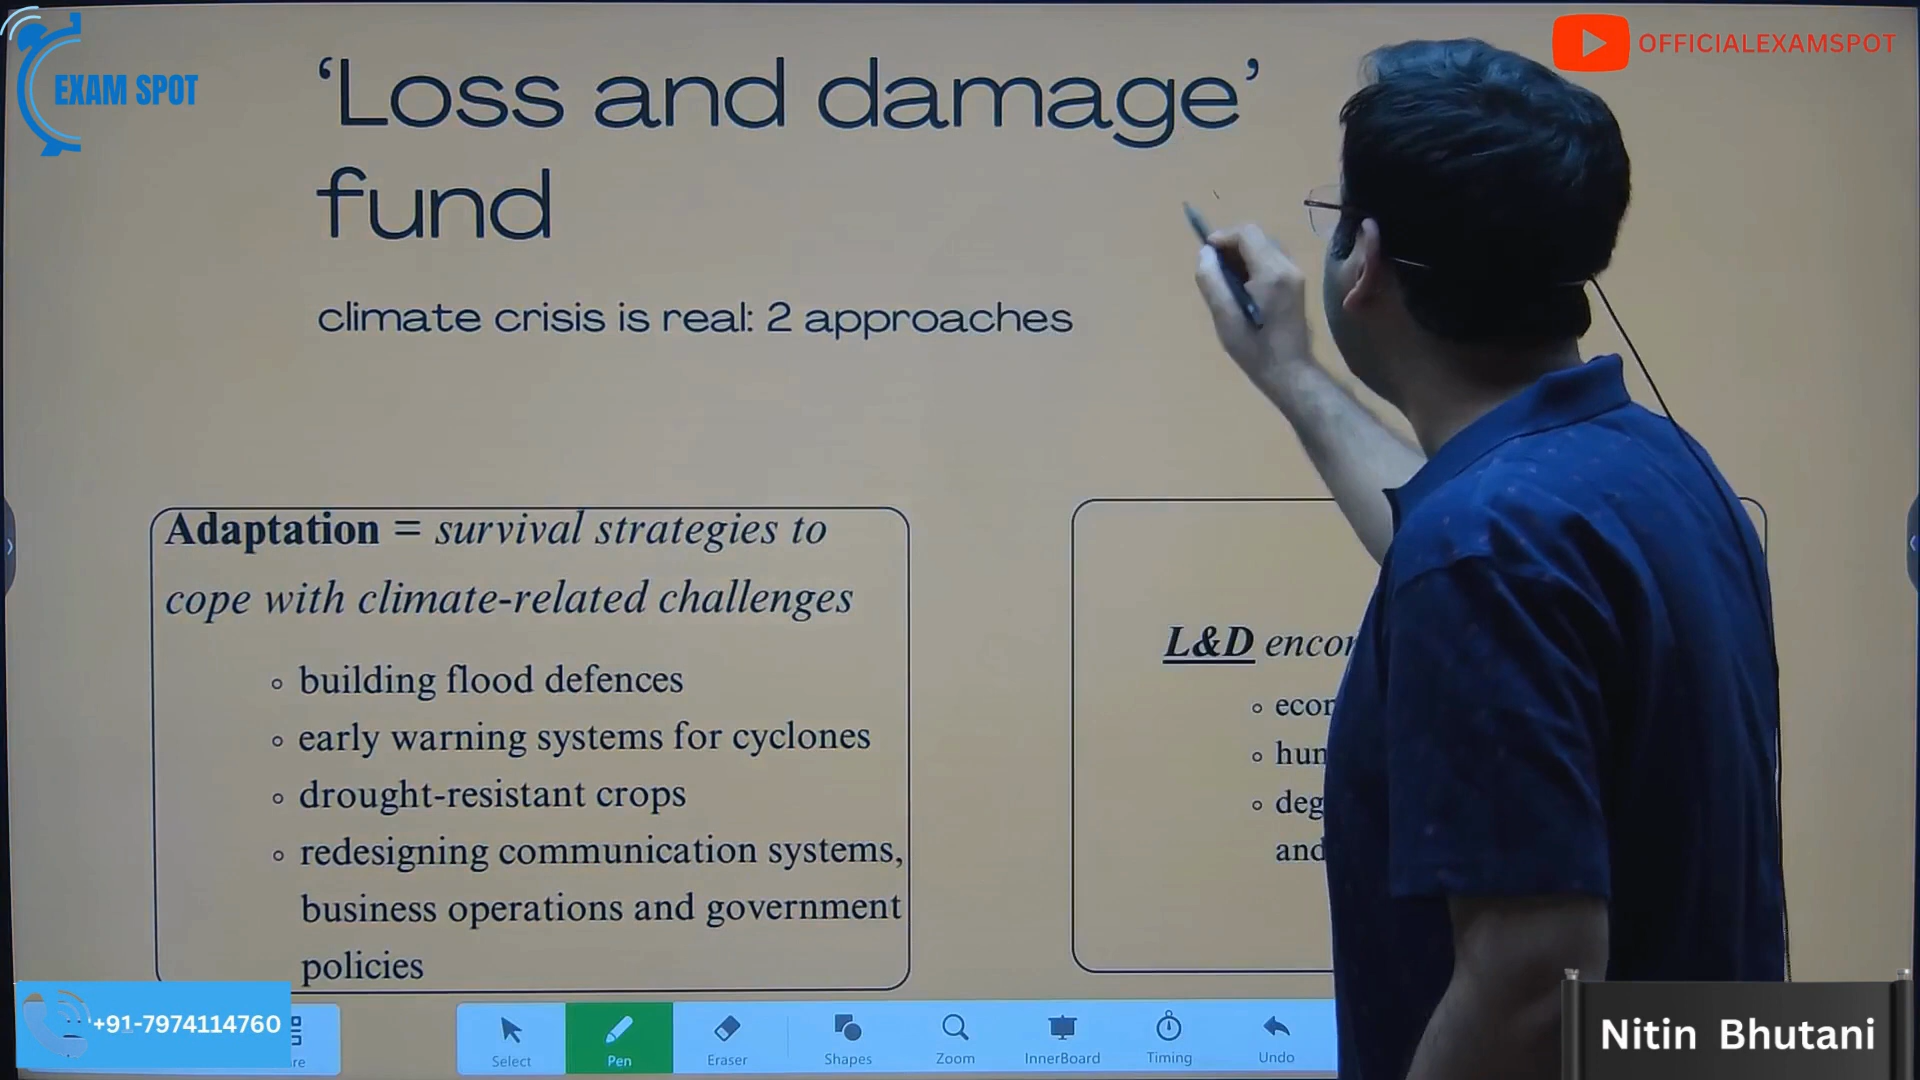 EXAM SPOT
OFFICIALEXAMSPOT
‘Loss and damage’
fund
climate crisis is real: 2 approaches
Adaptation = survival strategies to
cope with climate-related challenges
building flood defences
early warning systems for cyclones
drought-resistant crops
redesigning communication systems,
business operations and government
policies
L&D
and
+91-7974114760
Select
Pen
Eraser
Shapes
Zoom
InnerBoard
Timing
Undo
Nitin Bhutani